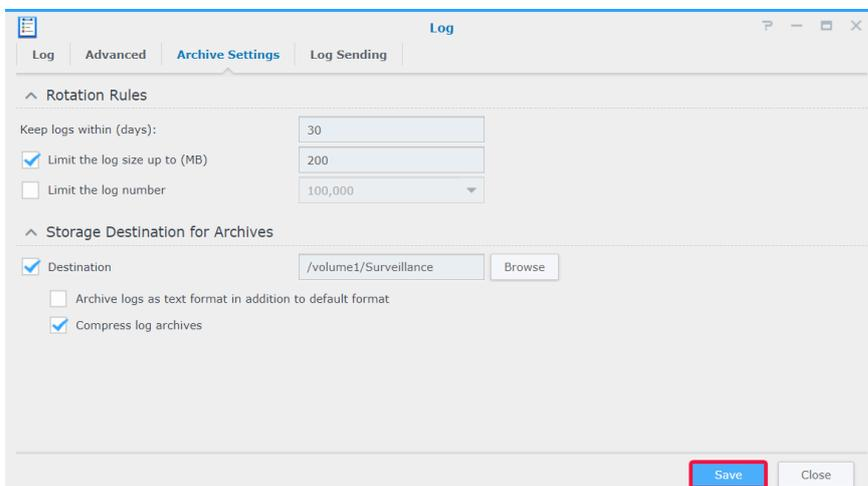 Log
Log Advanced Archive Settings Log Sending
Rotation Rules
Keep logs within (days): 30
Limit the log size up to (MB) 200
Limit the log number 100,000
Storage Destination for Archives
Destination /volume1/Surveillance Browse
Archive logs as text format in addition to default format
Compress log archives
Save Close